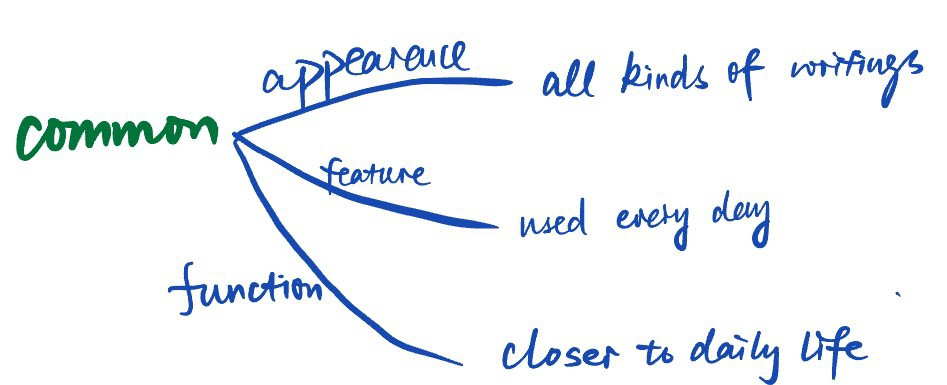 appearence
all kinds of writings
common
feature
used every day
function
closer to daily life